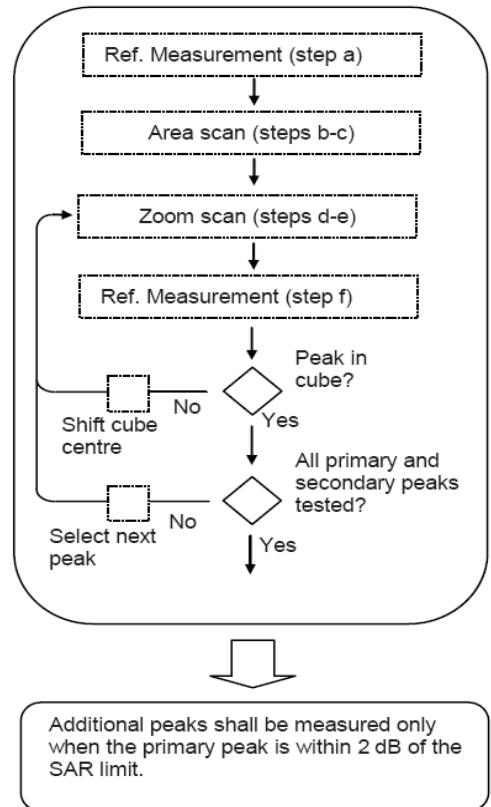 Ref. Measurement (step a)
Area scan (steps b-c)
Zoom scan (steps d-e)
Ref. Measurement (step f)
Peak in
cube?
No
Yes
Shift cube
centre
All primary and
secondary peaks
tested?
No
Yes
Select next
peak
Additional peaks shall be measured only
when the primary peak is within 2 dB of the
SAR limit.